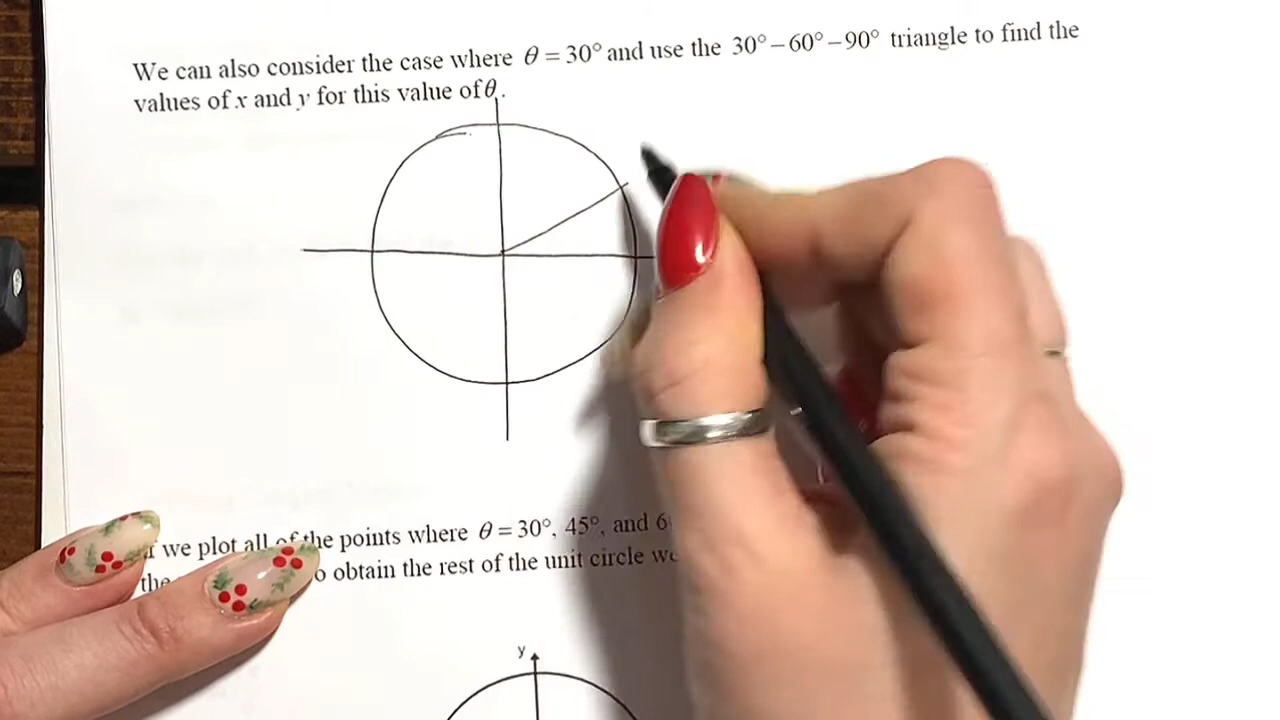 We can also consider the case where θ = 30° and use the 30° – 60° – 90° triangle to find the
values of x and y for this value of θ.
we plot all of the points where θ = 30°, 45°, and
the o obtain the rest of the unit circle
y